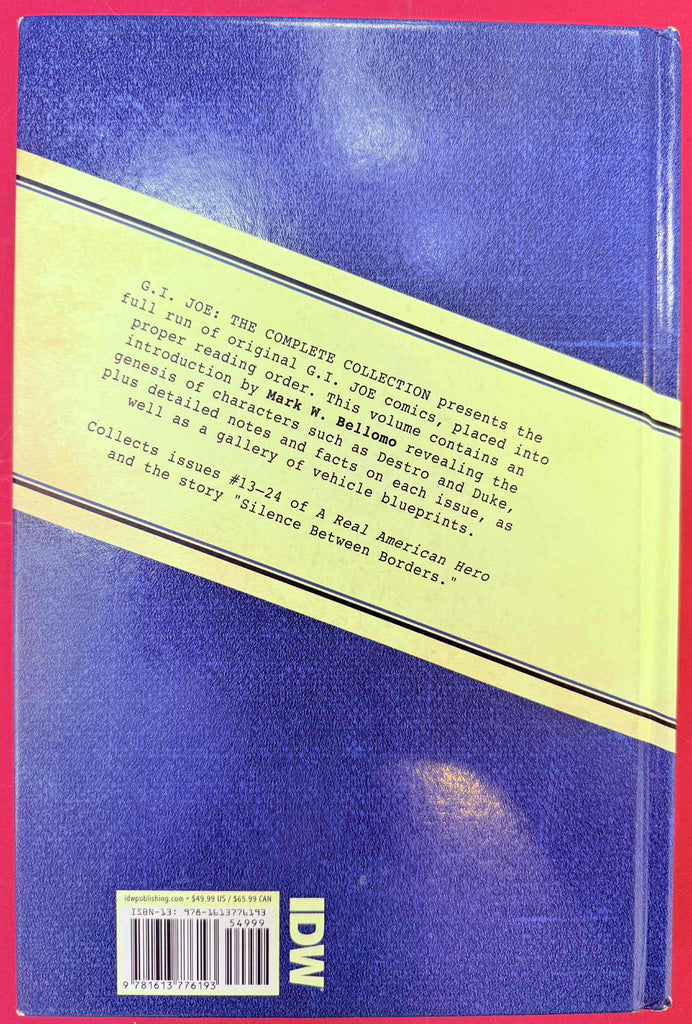 G.I. JOE: THE COMPLETE COLLECTION presents the
full run of original G.I. JOE comics, placed into
proper reading order. This volume contains an
introduction by Mark W. Bellomo revealing the
genesis of characters such as Destro and Duke,
plus detailed notes and facts on each issue, as
well as a gallery of vehicle blueprints.
Collects issues #13–24 of A Real American Hero
and the story "Silence Between Borders."
idwpublishing.com • $49.99 US / $65.99 CAN
ISBN-13: 978-1613776193
54999
9 781613 776193
IDW